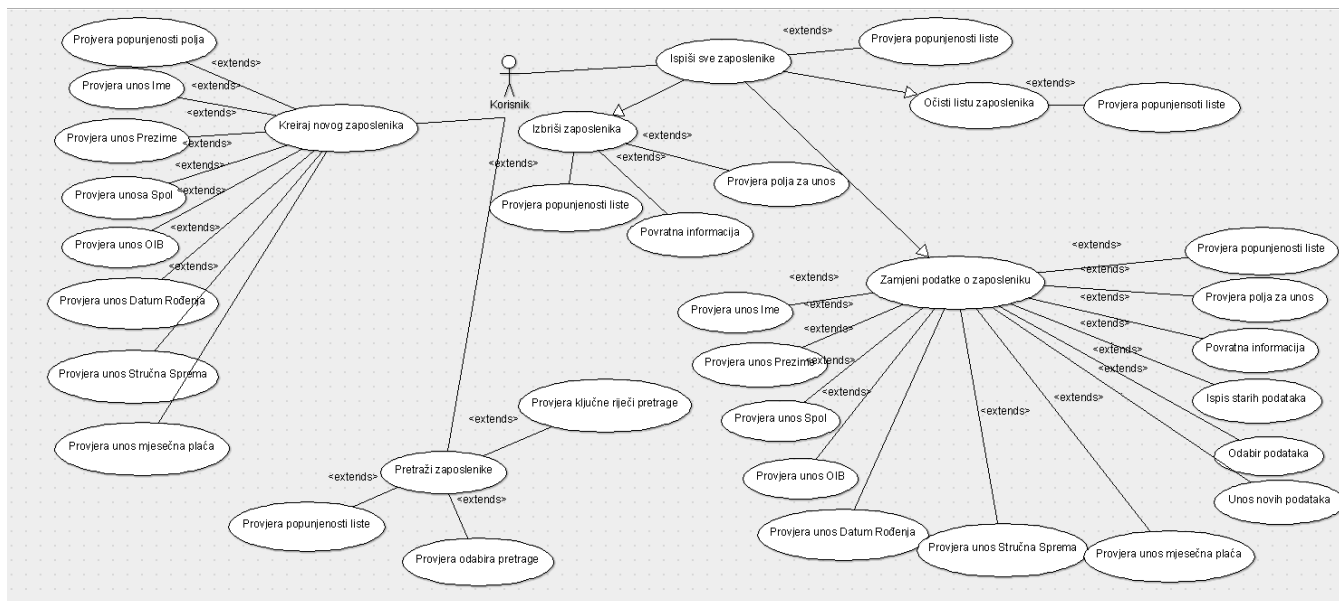 Projvera popunjenosti polja
<extends>
Provjera unos Ime
<extends>
<extends>
Provjera unos Prezime
<extends>
Kreiraj novog zaposlenika
<extends>
Provjera unosa Spol
<extends>
Provjera unos OIB
<extends>
<extends>
Provjera unos Datum Rođenja
Provjera unos Stručna Sprema
Provjera unos mjesečna plaća
Korisnik
Ispiši sve zaposlenike
<extends>
Provjera popunjenosti liste
Očisti listu zaposlenika
<extends>
Provjera popunjensoti liste
Izbriši zaposlenika
<extends>
<extends>
<extends>
Provjera polja za unos
Provjera popunjenosti liste
Povratna informacija
Zamjeni podatke o zaposleniku
<extends>
Provjera popunjenosti liste
<extends>
Provjera polja za unos
<extends>
<extends>
Povratna informacija
<extends>
<extends>
Ispis starih podataka
Odabir podataka
Unos novih podataka
<extends>
Provjera unos Ime
<extends>
Provjera unos Prezime
<extends>
<extends>
Provjera unos Spol
<extends>
Provjera unos OIB
<extends>
<extends>
Provjera unos Datum Rođenja
Provjera unos Stručna Sprema
Provjera unos mjesečna plaća
Provjera ključne riječi pretrage
<extends>
Pretraži zaposlenike
<extends>
<extends>
<extends>
Provjera popunjenosti liste
Provjera odabira pretrage